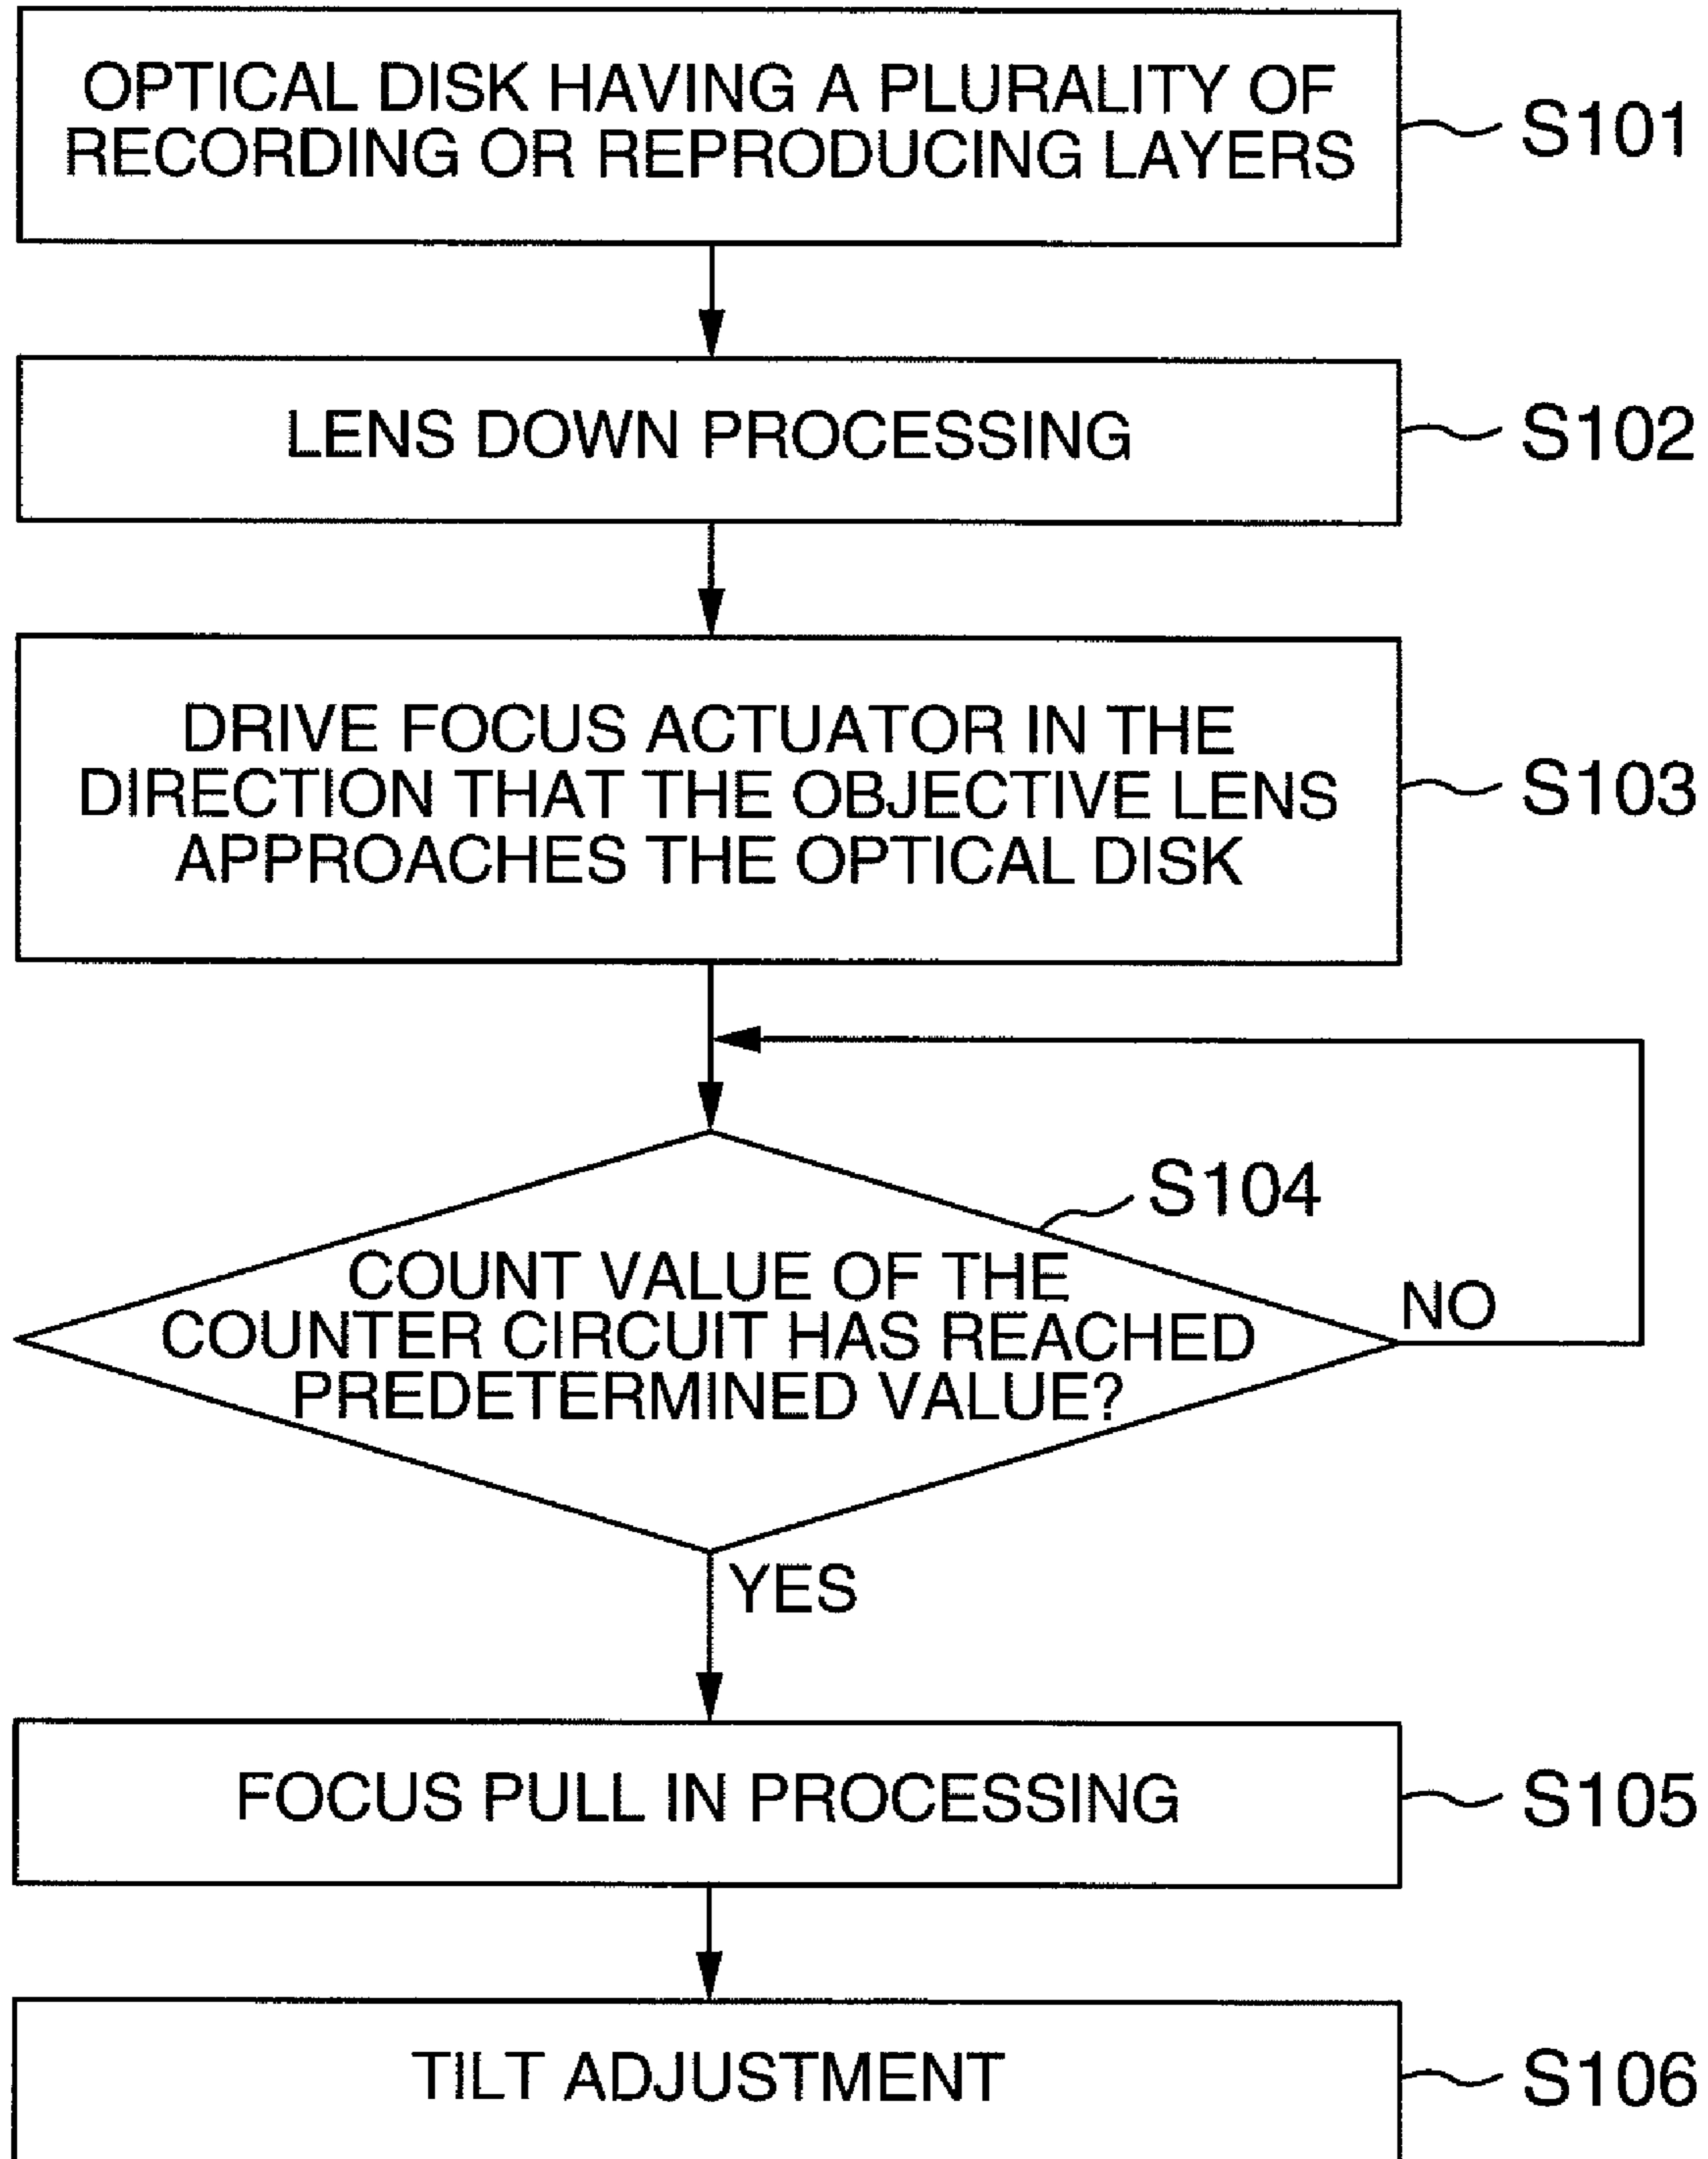 OPTICAL DISK HAVING A PLURALITY OF
RECORDING OR REPRODUCING LAYERS
S101
LENS DOWN PROCESSING
S102
DRIVE FOCUS ACTUATOR IN THE
DIRECTION THAT THE OBJECTIVE LENS
APPROACHES THE OPTICAL DISK
S103
S104
COUNT VALUE OF THE
COUNTER CIRCUIT HAS REACHED
PREDETERMINED VALUE?
NO
YES
FOCUS PULL IN PROCESSING
S105
TILT ADJUSTMENT
S106